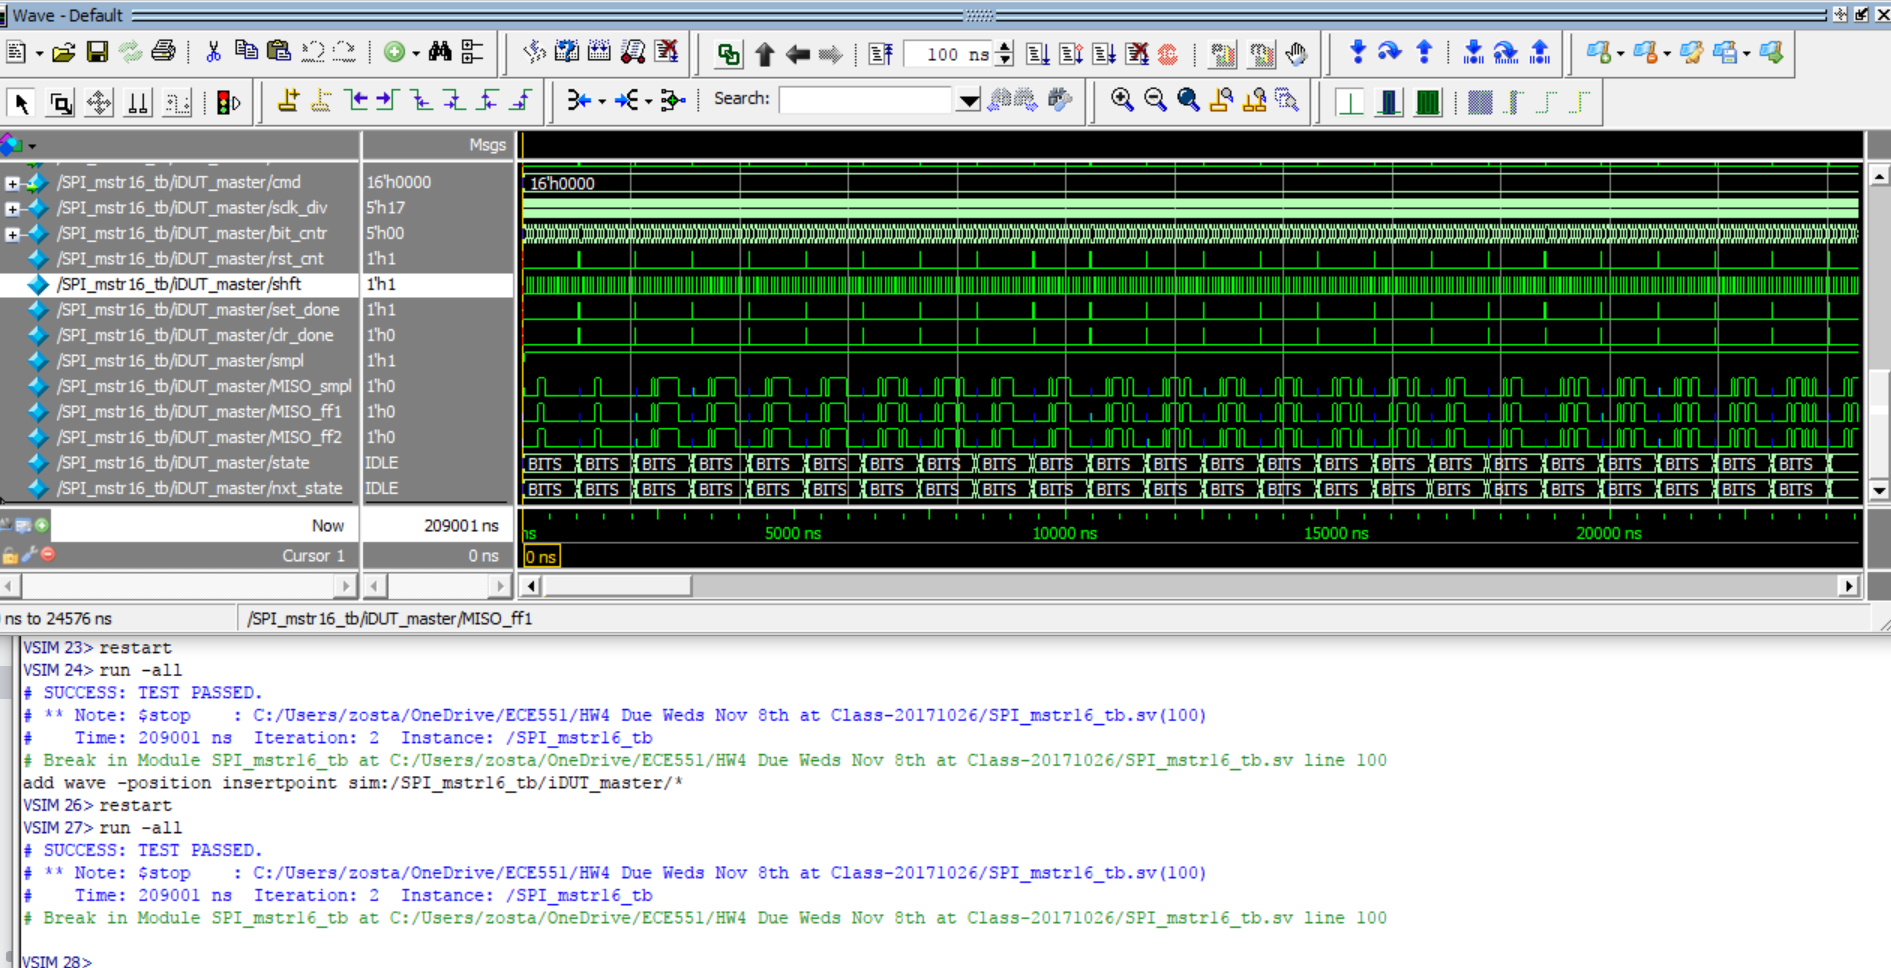 Wave - Default
100 ns
Search:
Msgs
/SPI_mstr16_tb/iDUT_master/cmd 16'h0000 16'h0000
/SPI_mstr16_tb/iDUT_master/sclk_div 5'h17
/SPI_mstr16_tb/iDUT_master/bit_cntr 5'h00
/SPI_mstr16_tb/iDUT_master/rst_cnt 1'h1
/SPI_mstr16_tb/iDUT_master/shft 1'h1
/SPI_mstr16_tb/iDUT_master/set_done 1'h1
/SPI_mstr16_tb/iDUT_master/clr_done 1'h0
/SPI_mstr16_tb/iDUT_master/smpl 1'h1
/SPI_mstr16_tb/iDUT_master/MISO_smpl 1'h0
/SPI_mstr16_tb/iDUT_master/MISO_ff1 1'h0
/SPI_mstr16_tb/iDUT_master/MISO_ff2 1'h0
/SPI_mstr16_tb/iDUT_master/state IDLE BITS BITS BITS BITS BITS BITS BITS BITS BITS BITS BITS BITS BITS BITS BITS BITS BITS BITS BITS BITS BITS BITS BITS
/SPI_mstr16_tb/iDUT_master/nxt_state IDLE BITS BITS BITS BITS BITS BITS BITS BITS BITS BITS BITS BITS BITS BITS BITS BITS BITS BITS BITS BITS BITS BITS BITS
Now 209001 ns ns 5000 ns 10000 ns 15000 ns 20000 ns
Cursor 1 0 ns 0 ns
ns to 24576 ns /SPI_mstr16_tb/iDUT_master/MISO_ff1
VSIM 23> restart
VSIM 24> run -all
# SUCCESS: TEST PASSED.
# ** Note: $stop : C:/Users/zosta/OneDrive/ECE551/HW4 Due Weds Nov 8th at Class-20171026/SPI_mstr16_tb.sv(100)
# Time: 209001 ns Iteration: 2 Instance: /SPI_mstr16_tb
# Break in Module SPI_mstr16_tb at C:/Users/zosta/OneDrive/ECE551/HW4 Due Weds Nov 8th at Class-20171026/SPI_mstr16_tb.sv line 100
add wave -position insertpoint sim:/SPI_mstr16_tb/iDUT_master/*
VSIM 26> restart
VSIM 27> run -all
# SUCCESS: TEST PASSED.
# ** Note: $stop : C:/Users/zosta/OneDrive/ECE551/HW4 Due Weds Nov 8th at Class-20171026/SPI_mstr16_tb.sv(100)
# Time: 209001 ns Iteration: 2 Instance: /SPI_mstr16_tb
# Break in Module SPI_mstr16_tb at C:/Users/zosta/OneDrive/ECE551/HW4 Due Weds Nov 8th at Class-20171026/SPI_mstr16_tb.sv line 100
VSIM 28>